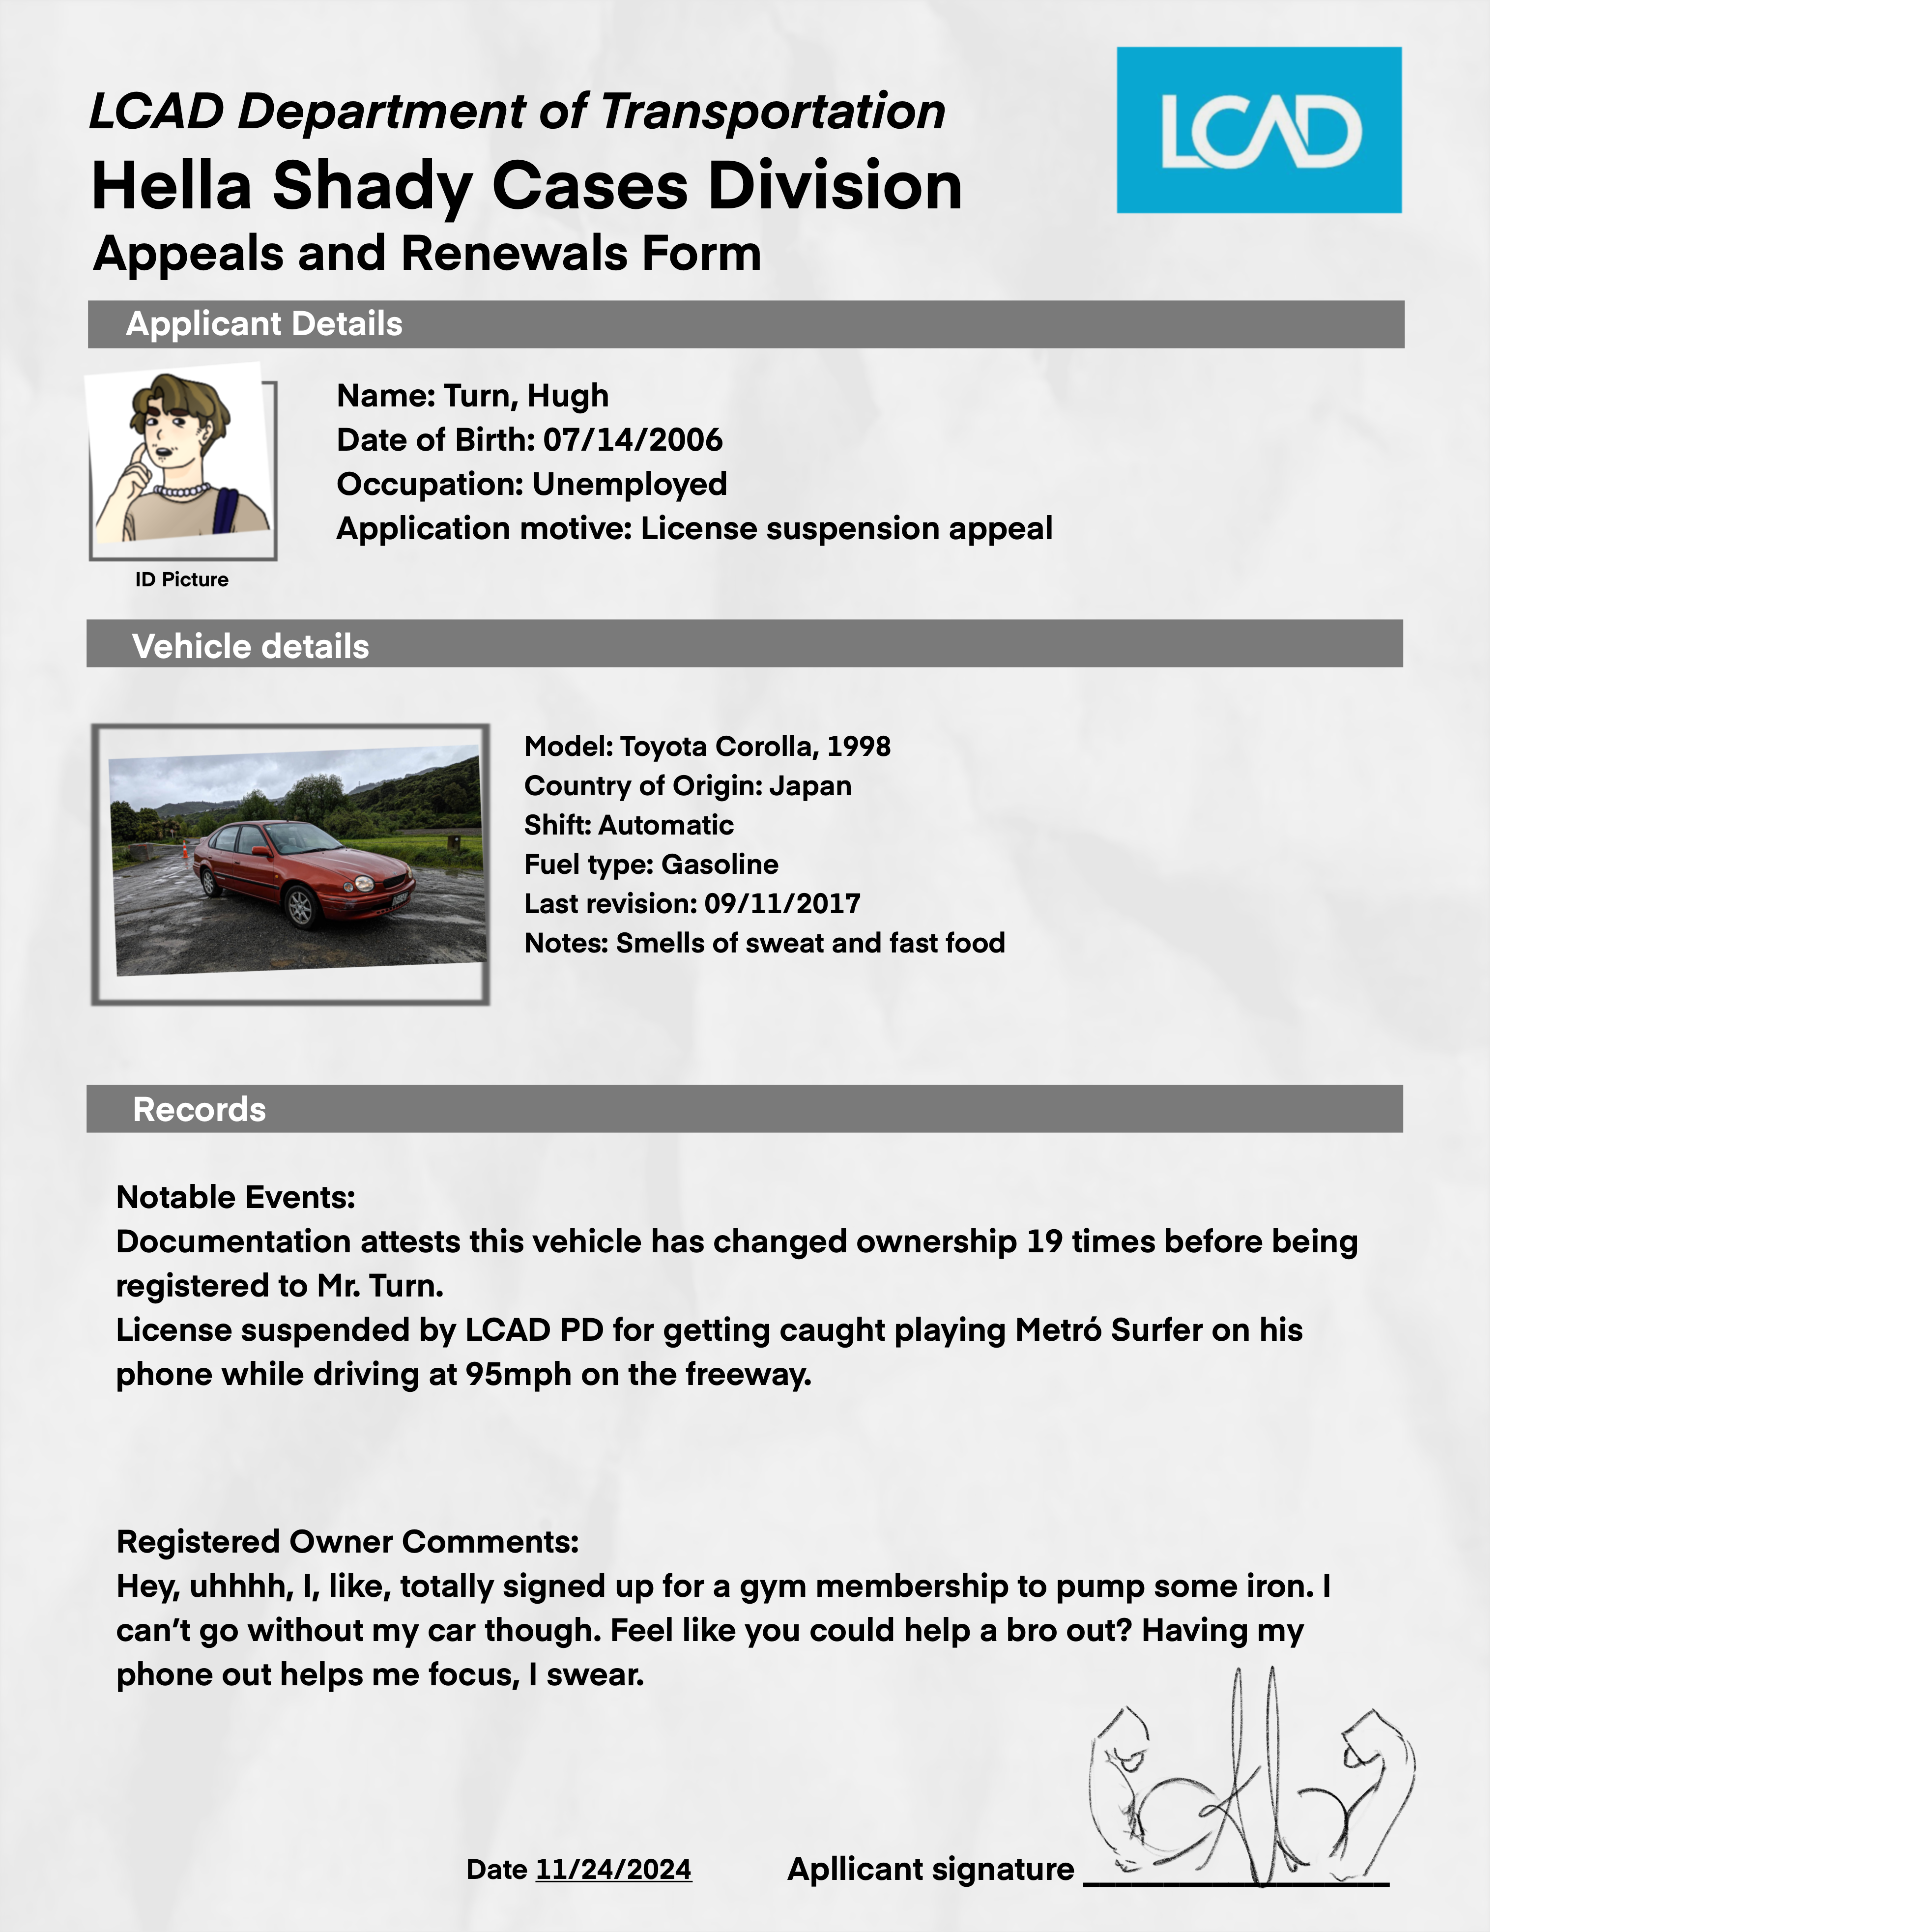 LCAD Department of Transportation
LCAD
Hella Shady Cases Division
Appeals and Renewals Form
Applicant Details
Name: Turn, Hugh
Date of Birth: 07/14/2006
Occupation: Unemployed
Application motive: License suspension appeal
ID Picture
Vehicle details
Model: Toyota Corolla, 1998
Country of Origin: Japan
Shift: Automatic
Fuel type: Gasoline
Last revision: 09/11/2017
Notes: Smells of sweat and fast food
Records
Notable Events:
Documentation attests this vehicle has changed ownership 19 times before being
registered to Mr. Turn.
License suspended by LCAD PD for getting caught playing Metró Surfer on his
phone while driving at 95mph on the freeway.
Registered Owner Comments:
Hey, uhhhh, I, like, totally signed up for a gym membership to pump some iron. I
can’t go without my car though. Feel like you could help a bro out? Having my
phone out helps me focus, I swear.
Date 11/24/2024
Apllicant signature